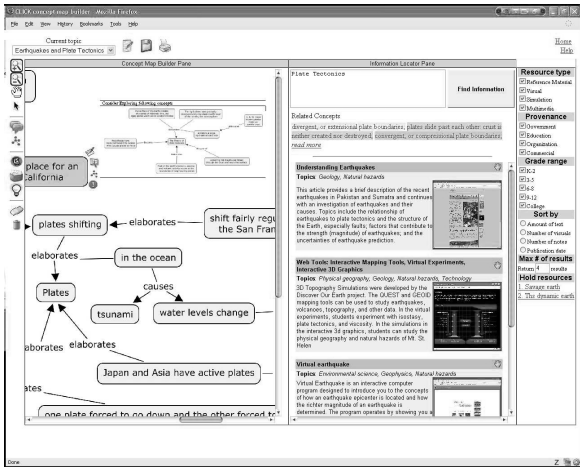 CLICK concept map builder - Mozilla Firefox
File Edit View History Bookmarks Tools Help
Current topic
Earthquakes and Plate Tectonics
Home
Help
Concept Map Builder Pane
Information Locator Pane
Consider Exploring following concepts
place for an
alifornia
plates shifting
elaborates
shift fairly regu
the San Fran
elaborates
in the ocean
Plates
causes
tsunami
water levels change
aborates
elaborates
Japan and Asia have active plates
ates
one plate forced to go down and the other forced to
Plate Tectonics
Find Information
Related Concepts
divergent, or extensional plate boundaries; plates slide past each other: crust is
neither created nor destroyed, convergent, or compressional plate boundaries.
read more
Understanding Earthquakes
Topics: Geology, Natural hazards
This article provides a brief description of the recent
earthquakes in Pakistan and Sumatra and continues
with an investigation of earthquakes and their
causes. Topics include the relationship of
earthquakes to plate tectonics and the structure of
the Earth, especially faults; factors that contribute to
the strength (magnitude) of earthquakes; and the
uncertainties of earthquake prediction.
Web Tools: Interactive Mapping Tools, Virtual Experiments,
Interactive 3D Graphics
Topics: Physical geography, Geology, Natural hazards, Technology
3D Topography Simulations were developed by the
Discover Our Earth project. The QUEST and GEOID
mapping tools can be used to study earthquakes,
volcanoes, topography, and other data. In the virtual
experiments, students experiment with isostasy,
plate tectonics, and viscosity. In the simulations in
the interactive 3d graphics, students can study the
physical geography and natural hazards of Mt. St.
Helen
Virtual earthquake
Topics: Environmental science, Geophysics, Natural hazards
Virtual Earthquake is an interactive computer
program designed to introduce you to the concepts
of how an earthquake epicenter is located and how
the richter magnitude of an earthquake is
determined. The program operates by showing you s
Resource type
Reference Material
Visual
Simulation
Multimedia
Provenance
Government
Education
Organization
Commercial
Grade range
K-2
3-5
6-8
9-12
College
Sort by
Amount of text
Number of visuals
Number of notes
Publication date
Max # of results
Return 4 results
Hold resources
1. Savage earth
2. Ths dynamic earth
Done